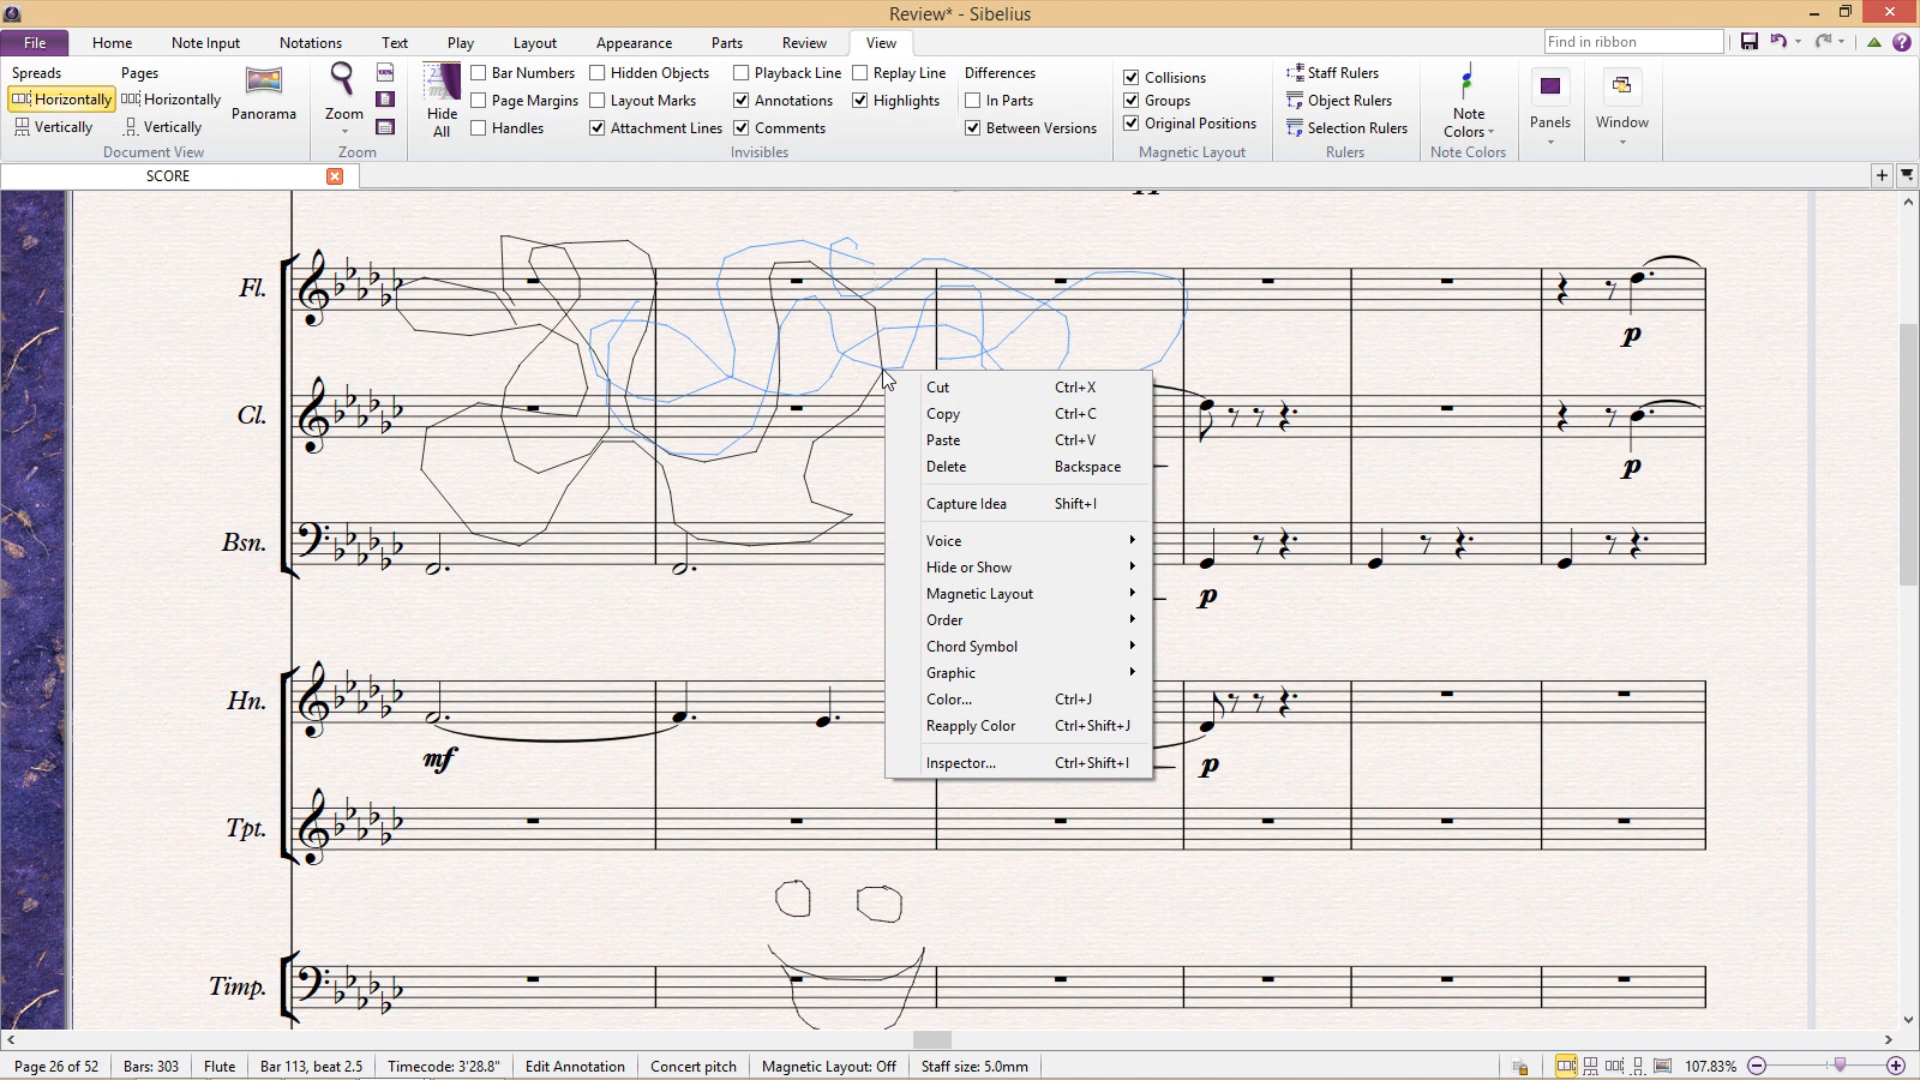 Review* - Sibelius
File Home Note Input Notations Text Play Layout Appearance Parts Review View Find in ribbon
Spreads Pages
Horizontally Horizontally
Vertically Vertically
Panorama
Document View
Zoom
100%
Zoom
Hide All
Bar Numbers Hidden Objects Playback Line Replay Line
Page Margins Layout Marks Annotations Highlights
Handles Attachment Lines Comments
Invisibles
Differences
In Parts
Between Versions
Collisions
Groups
Original Positions
Magnetic Layout
Staff Rulers
Object Rulers
Selection Rulers
Rulers
Note Colors
Note Colors
Panels
Window
SCORE
Fl.
p
Cl.
p
Bsn.
p
Hn.
mf
p
Tpt.
Timp.
Cut Ctrl+X
Copy Ctrl+C
Paste Ctrl+V
Delete Backspace
Capture Idea Shift+I
Voice
Hide or Show
Magnetic Layout
Order
Chord Symbol
Graphic
Color... Ctrl+J
Reapply Color Ctrl+Shift+J
Inspector... Ctrl+Shift+I
Page 26 of 52 Bars: 303 Flute Bar 113, beat 2.5 Timecode: 3'28.8" Edit Annotation Concert pitch Magnetic Layout: Off Staff size: 5.0mm 107.83%